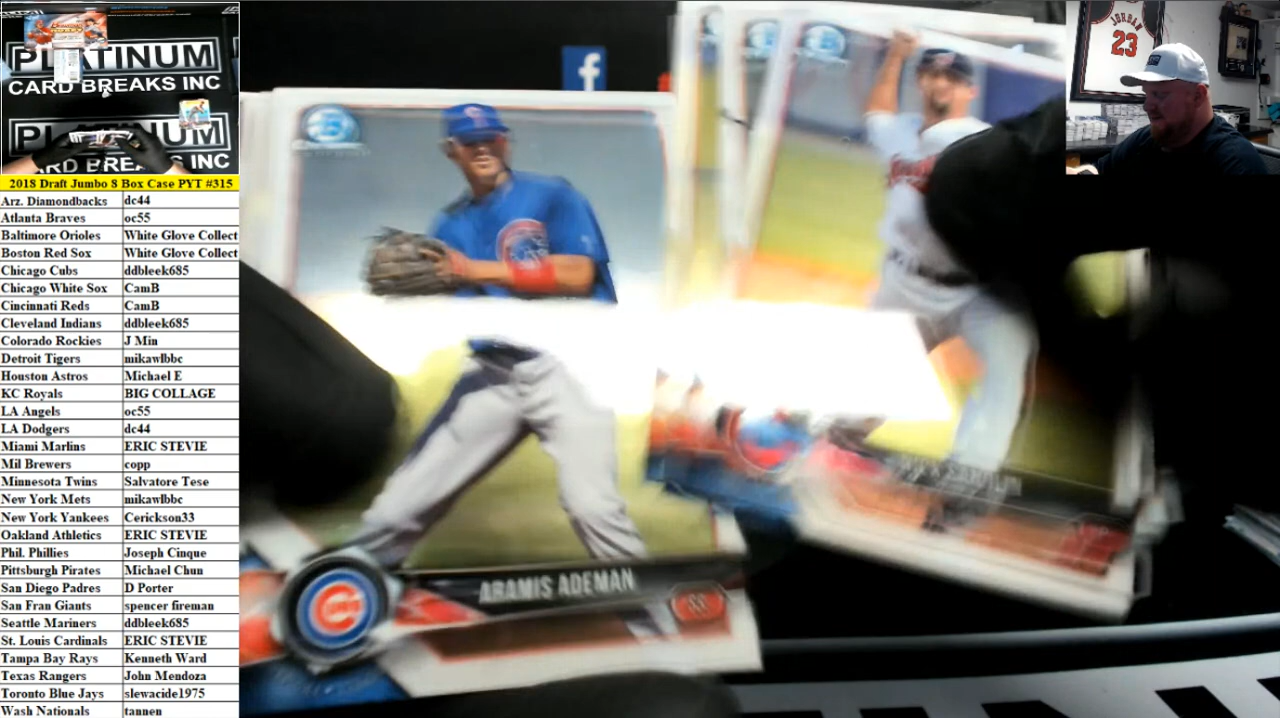 PLATINUM
CARD BREAKS INC
PLATINUM
CARD BREAKS INC
JORDAN
23
f
2018 Draft Jumbo 8 Box Case PYT #315
Arz. Diamondbacks dc44
Atlanta Braves oc55
Baltimore Orioles White Glove Collect
Boston Red Sox White Glove Collect
Chicago Cubs ddbleek685
Chicago White Sox CamB
Cincinnati Reds CamB
Cleveland Indians ddbleek685
Colorado Rockies J Min
Detroit Tigers mikawlbbc
Houston Astros Michael E
KC Royals BIG COLLAGE
LA Angels oc55
LA Dodgers dc44
Miami Marlins ERIC STEVIE
Mil Brewers copp
Minnesota Twins Salvatore Tese
New York Mets mikawlbbc
New York Yankees Cerickson33
Oakland Athletics ERIC STEVIE
Phil. Phillies Joseph Cinque
Pittsburgh Pirates Michael Chun
San Diego Padres D Porter
San Fran Giants spencer fireman
Seattle Mariners ddbleek685
St. Louis Cardinals ERIC STEVIE
Tampa Bay Rays Kenneth Ward
Texas Rangers John Mendoza
Toronto Blue Jays slewacide1975
Wash Nationals tannen
ARAMIS ADEMAN
SS